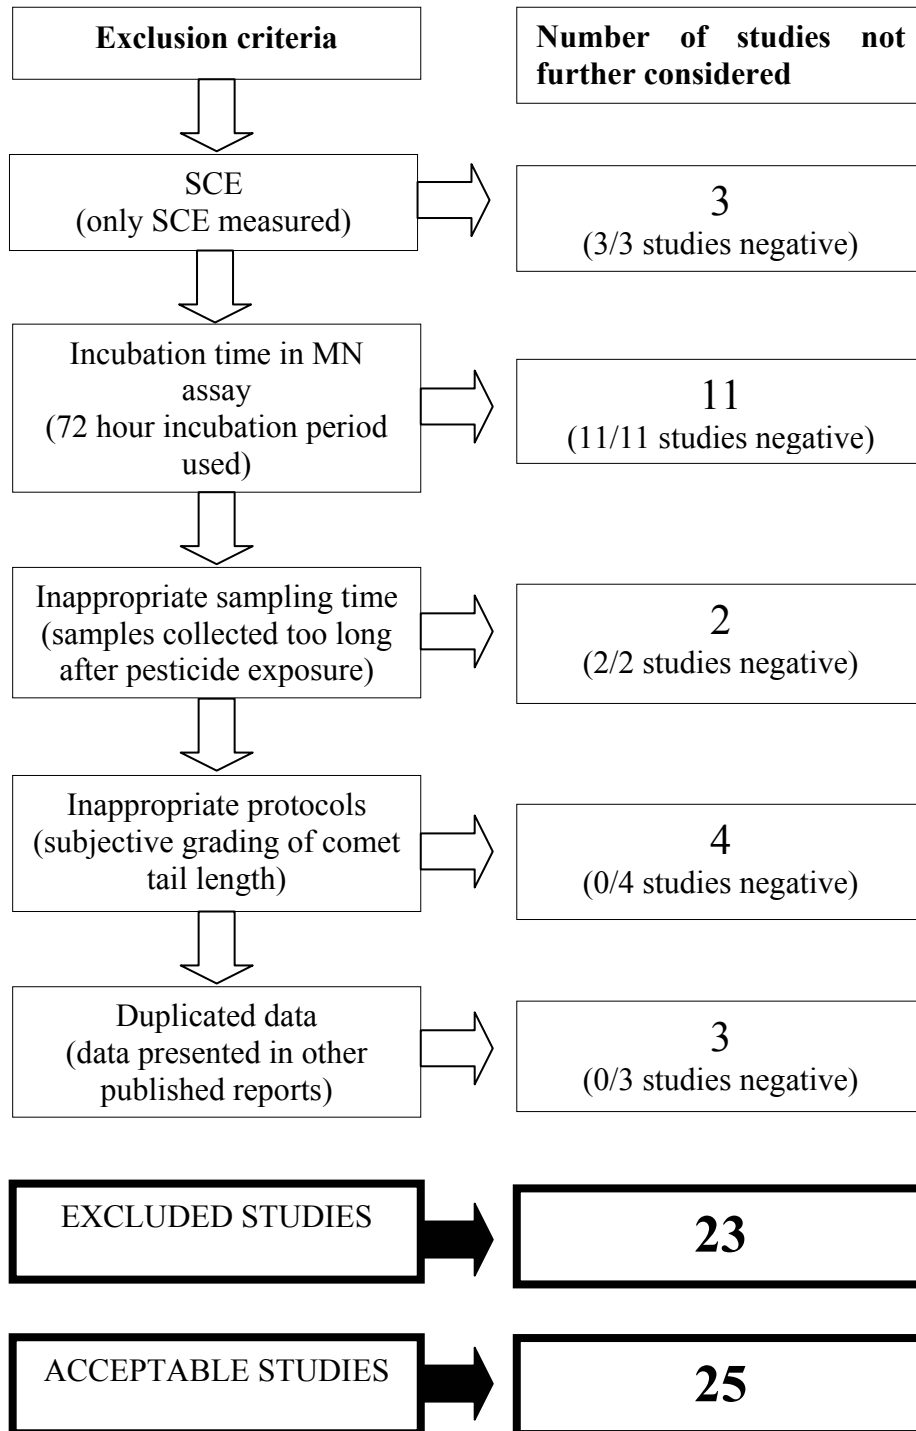 Exclusion criteria
Number of studies not
further considered
SCE
(only SCE measured)
3
(3/3 studies negative)
Incubation time in MN
assay
(72 hour incubation period
used)
11
(11/11 studies negative)
Inappropriate sampling time
(samples collected too long
after pesticide exposure)
2
(2/2 studies negative)
Inappropriate protocols
(subjective grading of comet
tail length)
4
(0/4 studies negative)
Duplicated data
(data presented in other
published reports)
3
(0/3 studies negative)
EXCLUDED STUDIES
23
ACCEPTABLE STUDIES
25